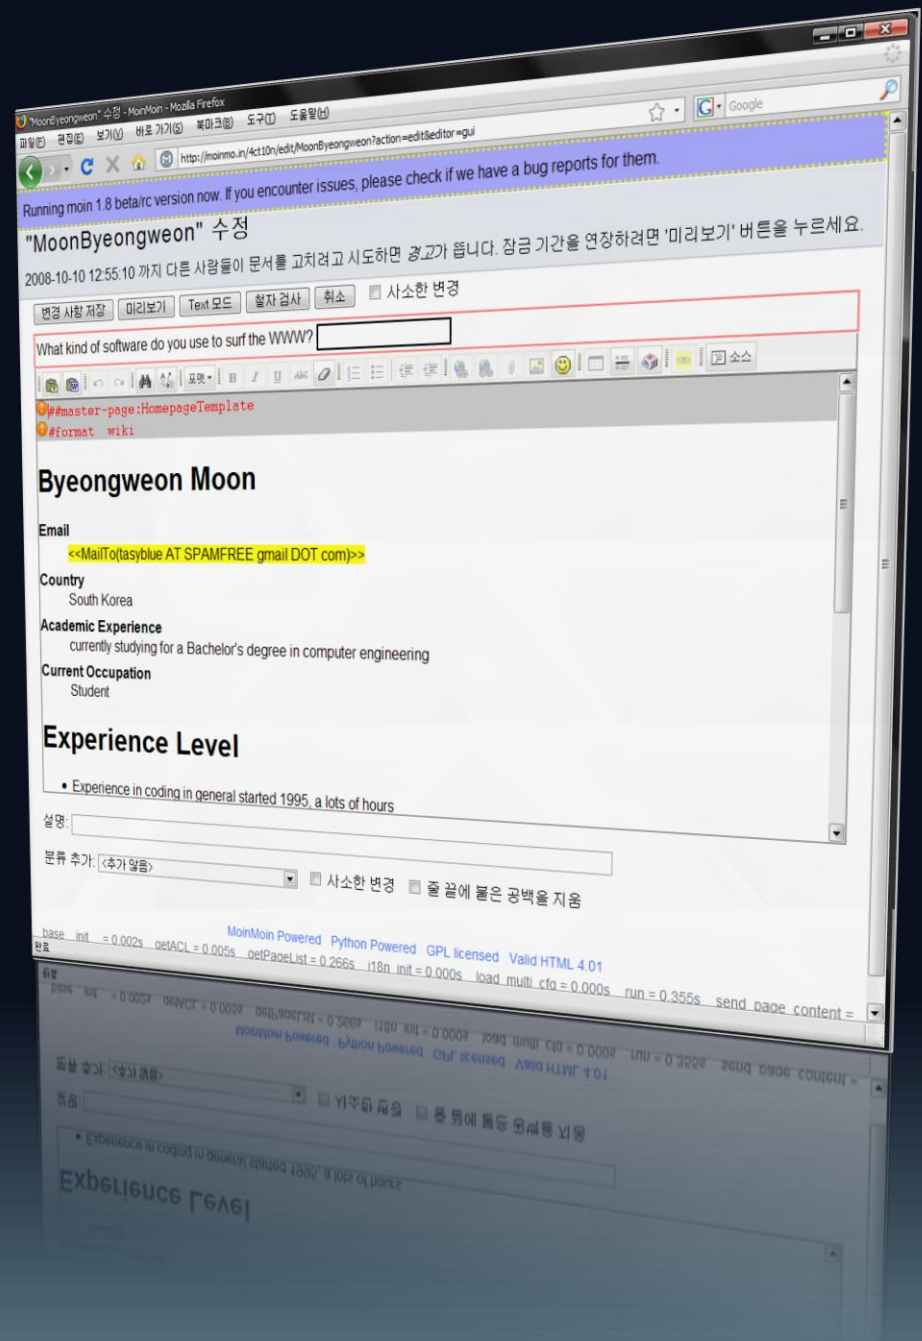 "MoonByeongweon" 수정 - MoinMoin - Mozilla Firefox
파일(F) 편집(E) 보기(V) 바로 가기(S) 북마크(B) 도구(T) 도움말(H)
http://moinmo.in/4ct10n/edit/MoonByeongweon?action=edit&editor=gui
Google
Running moin 1.8 beta/rc version now. If you encounter issues, please check if we have a bug reports for them.
"MoonByeongweon" 수정
2008-10-10 12:55:10 까지 다른 사람들이 문서를 고치려고 시도하면 경고가 뜹니다. 잠금 기간을 연장하려면 '미리보기' 버튼을 누르세요.
변경 사항 저장 미리보기 Text 모드 철자 검사 취소 사소한 변경
What kind of software do you use to surf the WWW?
포맷 B I U ABC 소스
##master-page:HomepageTemplate
#format wiki
Byeongweon Moon
Email
<<MailTo(tasyblue AT SPAMFREE gmail DOT com)>>
Country
South Korea
Academic Experience
currently studying for a Bachelor's degree in computer engineering
Current Occupation
Student
Experience Level
• Experience in coding in general started 1995, a lots of hours
설명:
분류 추가: <추가 않음> 사소한 변경 줄 끝에 붙은 공백을 지움
MoinMoin Powered Python Powered GPL licensed Valid HTML 4.01
base__init__ = 0.002s getACL = 0.005s getPageList = 0.266s i18n_init = 0.000s load_multi_cfg = 0.000s run = 0.355s send_page_content =
완료